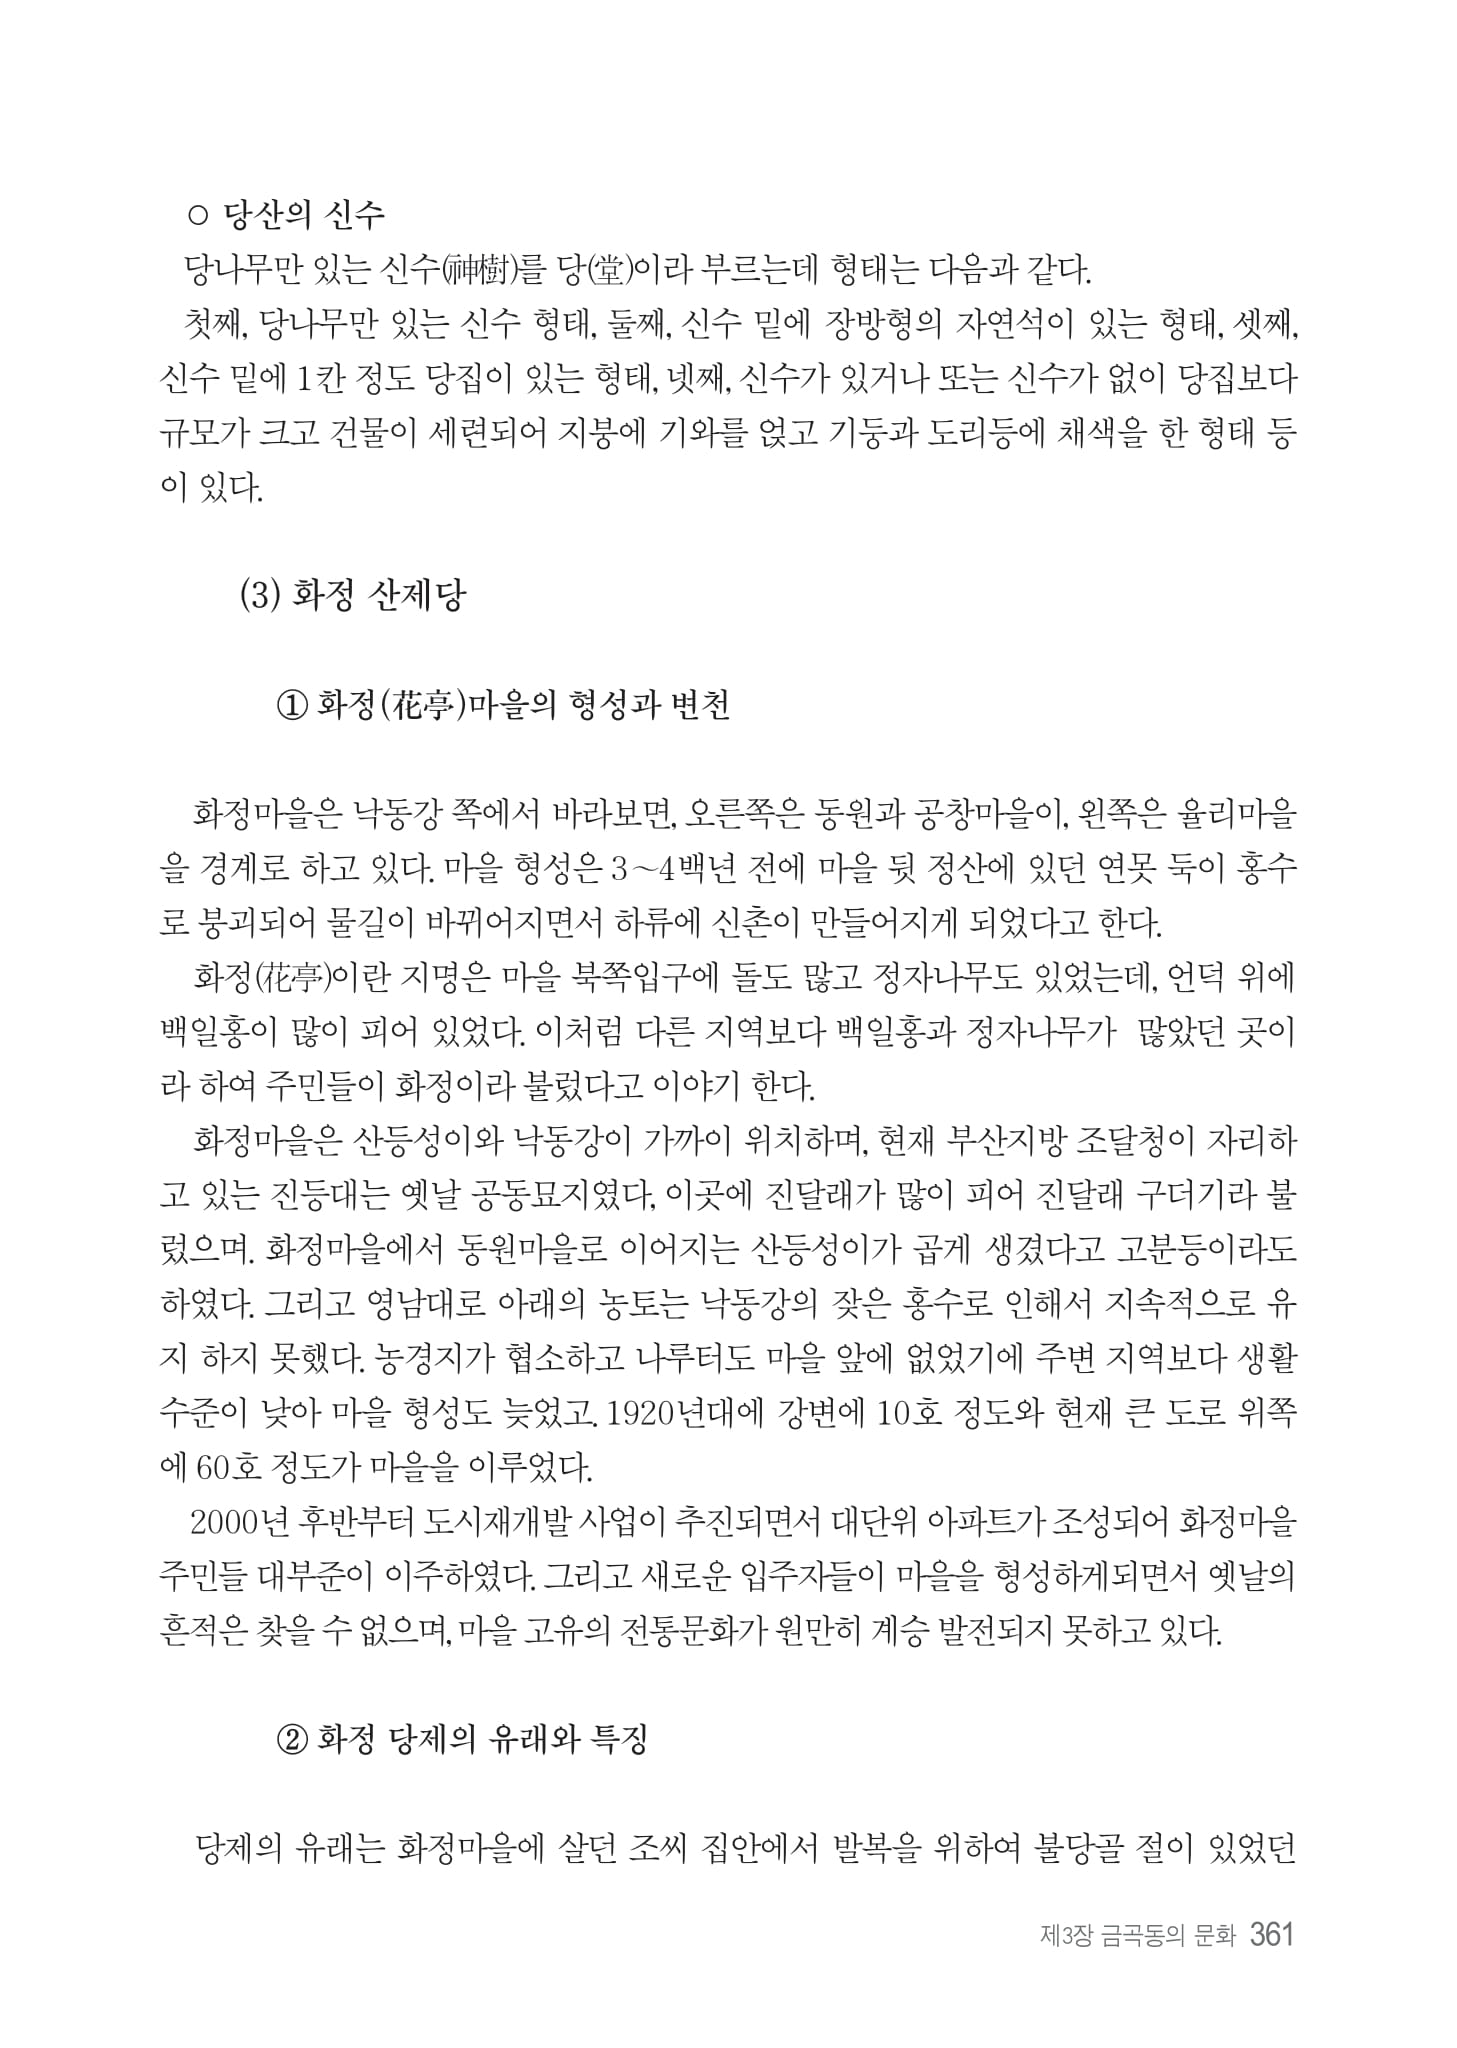 ○ 당산의 신수
당나무만 있는 신수(神樹)를 당(堂)이라 부르는데 형태는 다음과 같다.
첫째, 당나무만 있는 신수 형태, 둘째, 신수 밑에 장방형의 자연석이 있는 형태, 셋째,
신수 밑에 1칸 정도 당집이 있는 형태, 넷째, 신수가 있거나 또는 신수가 없이 당집보다
규모가 크고 건물이 세련되어 지붕에 기와를 얹고 기둥과 도리등에 채색을 한 형태 등
이 있다.
(3) 화정 산제당
① 화정(花亭)마을의 형성과 변천
화정마을은 낙동강 쪽에서 바라보면, 오른쪽은 동원과 공창마을이, 왼쪽은 율리마을
을 경계로 하고 있다. 마을 형성은 3~4백년 전에 마을 뒷 정산에 있던 연못 둑이 홍수
로 붕괴되어 물길이 바뀌어지면서 하류에 신촌이 만들어지게 되었다고 한다.
화정(花亭)이란 지명은 마을 북쪽입구에 돌도 많고 정자나무도 있었는데, 언덕 위에
백일홍이 많이 피어 있었다. 이처럼 다른 지역보다 백일홍과 정자나무가 많았던 곳이
라 하여 주민들이 화정이라 불렀다고 이야기 한다.
화정마을은 산등성이와 낙동강이 가까이 위치하며, 현재 부산지방 조달청이 자리하
고 있는 진등대는 옛날 공동묘지였다, 이곳에 진달래가 많이 피어 진달래 구더기라 불
렀으며. 화정마을에서 동원마을로 이어지는 산등성이가 곱게 생겼다고 고분등이라도
하였다. 그리고 영남대로 아래의 농토는 낙동강의 잦은 홍수로 인해서 지속적으로 유
지 하지 못했다. 농경지가 협소하고 나루터도 마을 앞에 없었기에 주변 지역보다 생활
수준이 낮아 마을 형성도 늦었고. 1920년대에 강변에 10호 정도와 현재 큰 도로 위쪽
에 60호 정도가 마을을 이루었다.
2000년 후반부터 도시재개발 사업이 추진되면서 대단위 아파트가 조성되어 화정마을
주민들 대부준이 이주하였다. 그리고 새로운 입주자들이 마을을 형성하게되면서 옛날의
흔적은 찾을 수 없으며, 마을 고유의 전통문화가 원만히 계승 발전되지 못하고 있다.
② 화정 당제의 유래와 특징
당제의 유래는 화정마을에 살던 조씨 집안에서 발복을 위하여 불당골 절이 있었던
제3장 금곡동의 문화 361